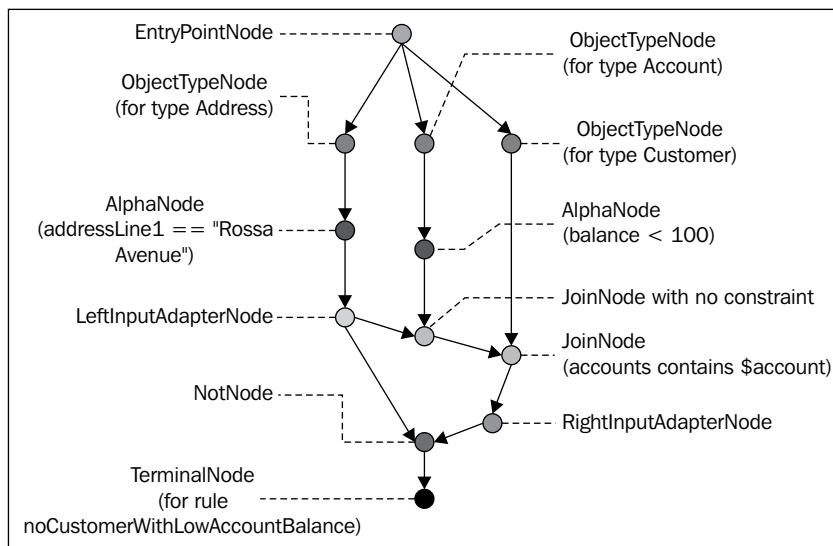 EntryPointNode
ObjectTypeNode
(for type Account)
ObjectTypeNode
(for type Address)
ObjectTypeNode
(for type Customer)
AlphaNode
(addressLine1 == "Rossa
Avenue")
AlphaNode
(balance < 100)
LeftInputAdapterNode
JoinNode with no constraint
JoinNode
(accounts contains $account)
NotNode
RightInputAdapterNode
TerminalNode
(for rule
noCustomerWithLowAccountBalance)